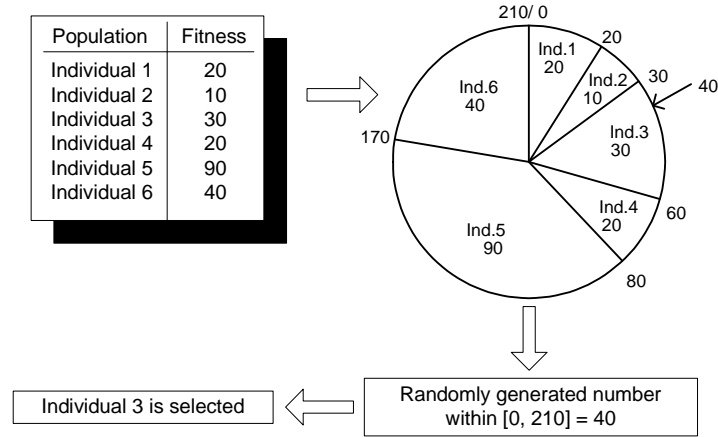 Population Fitness
Individual 1 20
Individual 2 10
Individual 3 30
Individual 4 20
Individual 5 90
Individual 6 40
210/ 0
20
30
40
60
80
170
Ind.1
20
Ind.2
10
Ind.3
30
Ind.4
20
Ind.5
90
Ind.6
40
Randomly generated number
within [0, 210] = 40
Individual 3 is selected